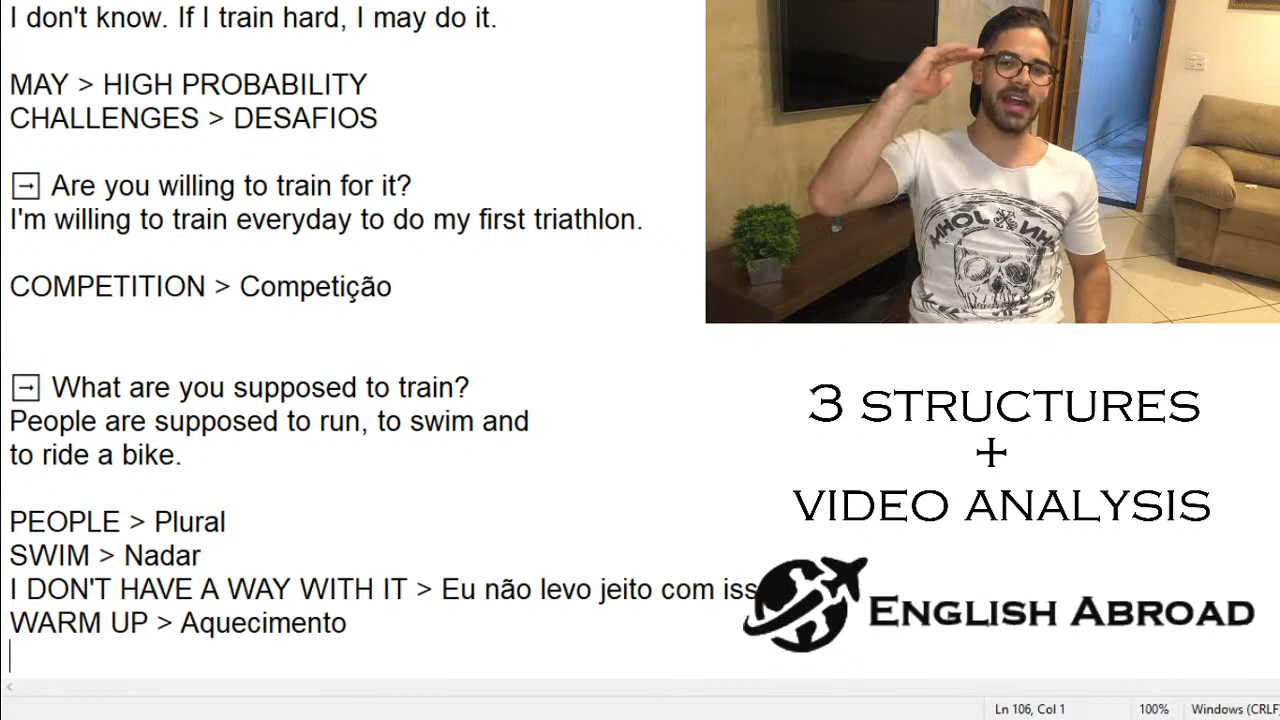 I don't know. If I train hard, I may do it.
MAY > HIGH PROBABILITY
CHALLENGES > DESAFIOS
→ Are you willing to train for it?
I'm willing to train everyday to do my first triathlon.
COMPETITION > Competição
→ What are you supposed to train?
People are supposed to run, to swim and
to ride a bike.
PEOPLE > Plural
SWIM > Nadar
I DON'T HAVE A WAY WITH IT > Eu não levo jeito com iss
WARM UP > Aquecimento
JOHN JOHN
3 STRUCTURES
+
VIDEO ANALYSIS
ENGLISH ABROAD
Ln 106, Col 1
100%
Windows (CRLF